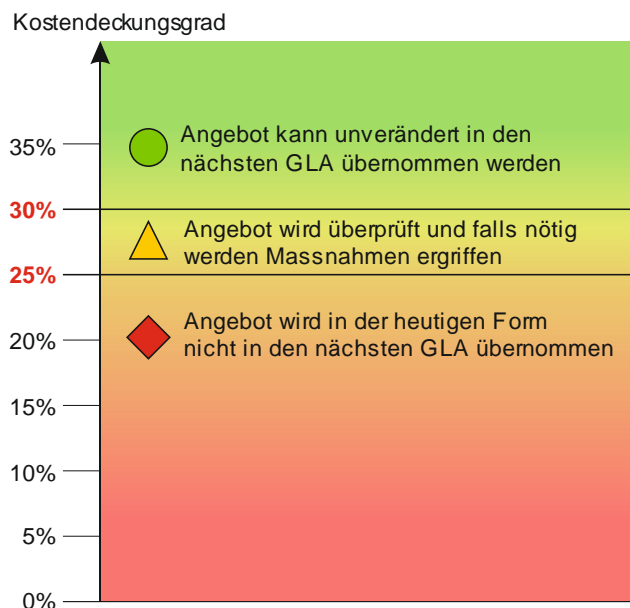 Kostendeckungsgrad
35%
Angebot kann unverändert in den
nächsten GLA übernommen werden
30%
Angebot wird überprüft und falls nötig
werden Massnahmen ergriffen
25%
Angebot wird in der heutigen Form
nicht in den nächsten GLA übernommen
20%
15%
10%
5%
0%